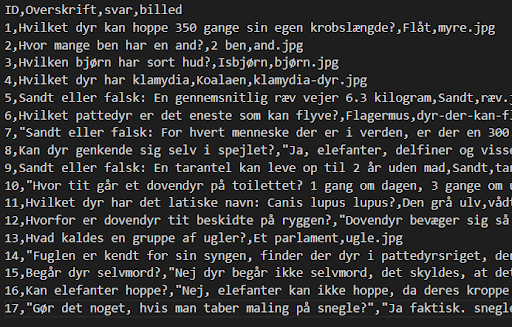 ID,Overskrift,svar,billed
1,Hvilket dyr kan hoppe 350 gange sin egen krobslængde?,Flåt,myre.jpg
2,Hvor mange ben har en and?,2 ben,and.jpg
3,Hvilken bjørn har sort hud?,Isbjørn,bjørn.jpg
4,Hvilket dyr har klamydia,Koalaen,klamydia-dyr.jpg
5,Sandt eller falsk: En gennemsnitlig ræv vejer 6.3 kilogram,Sandt,ræv.
6,Hvilket pattedyr er det eneste som kan flyve?,Flagermus,dyr-der-kan-f
7,"Sandt eller falsk: For hvert menneske der er i verden, er der en 300
8,Kan dyr genkende sig selv i spejlet?,"Ja, elefanter, delfiner og visse
9,Sandt eller falsk: En tarantel kan leve op til 2 år uden mad,Sandt,ta
10,"Hvor tit går et dovendyr på toilettet? 1 gang om dagen, 3 gange om
11,Hvilket dyr har det latiske navn: Canis lupus lupus?,Den grå ulv,våd
12,Hvorfor er dovendyr tit beskidte på ryggen?,"Dovendyr bevæger sig så
13,Hvad kaldes en gruppe af ugler?,Et parlament,ugle.jpg
14,"Fuglen er kendt for sin syngen, finder der dyr i pattedyrsriget, de
15,Begår dyr selvmord?,"Nej dyr begår ikke selvmord, det skyldes, at de
16,Kan elefanter hoppe?,"Nej, elefanter kan ikke hoppe, da deres kroppe
17,"Gør det noget, hvis man taber maling på snegle?","Ja faktisk. snegle